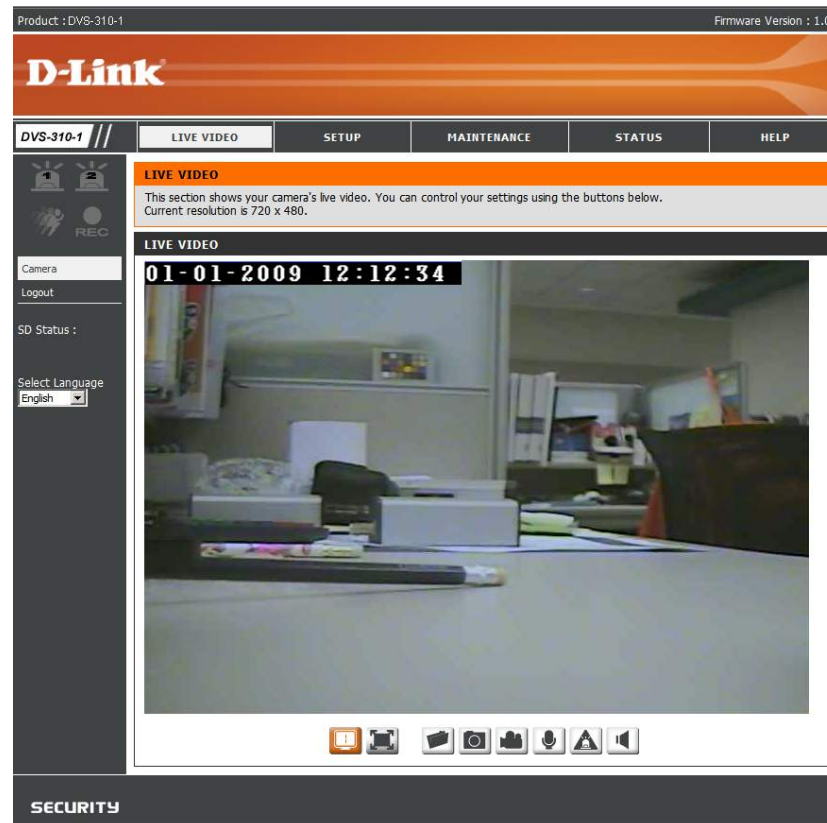 Product : DVS-310-1
Firmware Version : 1.0
D-Link
DVS-310-1
LIVE VIDEO
SETUP
MAINTENANCE
STATUS
HELP
1
2
REC
Camera
Logout
SD Status :
Select Language
English
LIVE VIDEO
This section shows your camera's live video. You can control your settings using the buttons below.
Current resolution is 720 x 480.
LIVE VIDEO
01-01-2009 12:12:34
1
SECURITY